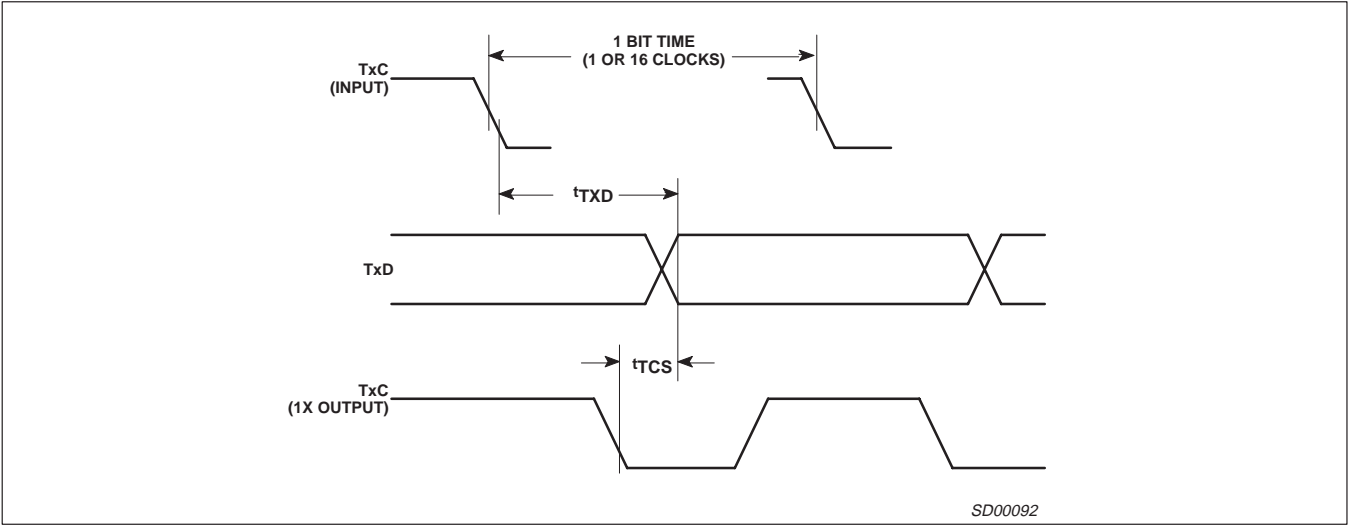 1 BIT TIME
(1 OR 16 CLOCKS)
TxC
(INPUT)
tTXD
TxD
tTCS
TxC
(1X OUTPUT)
SD00092